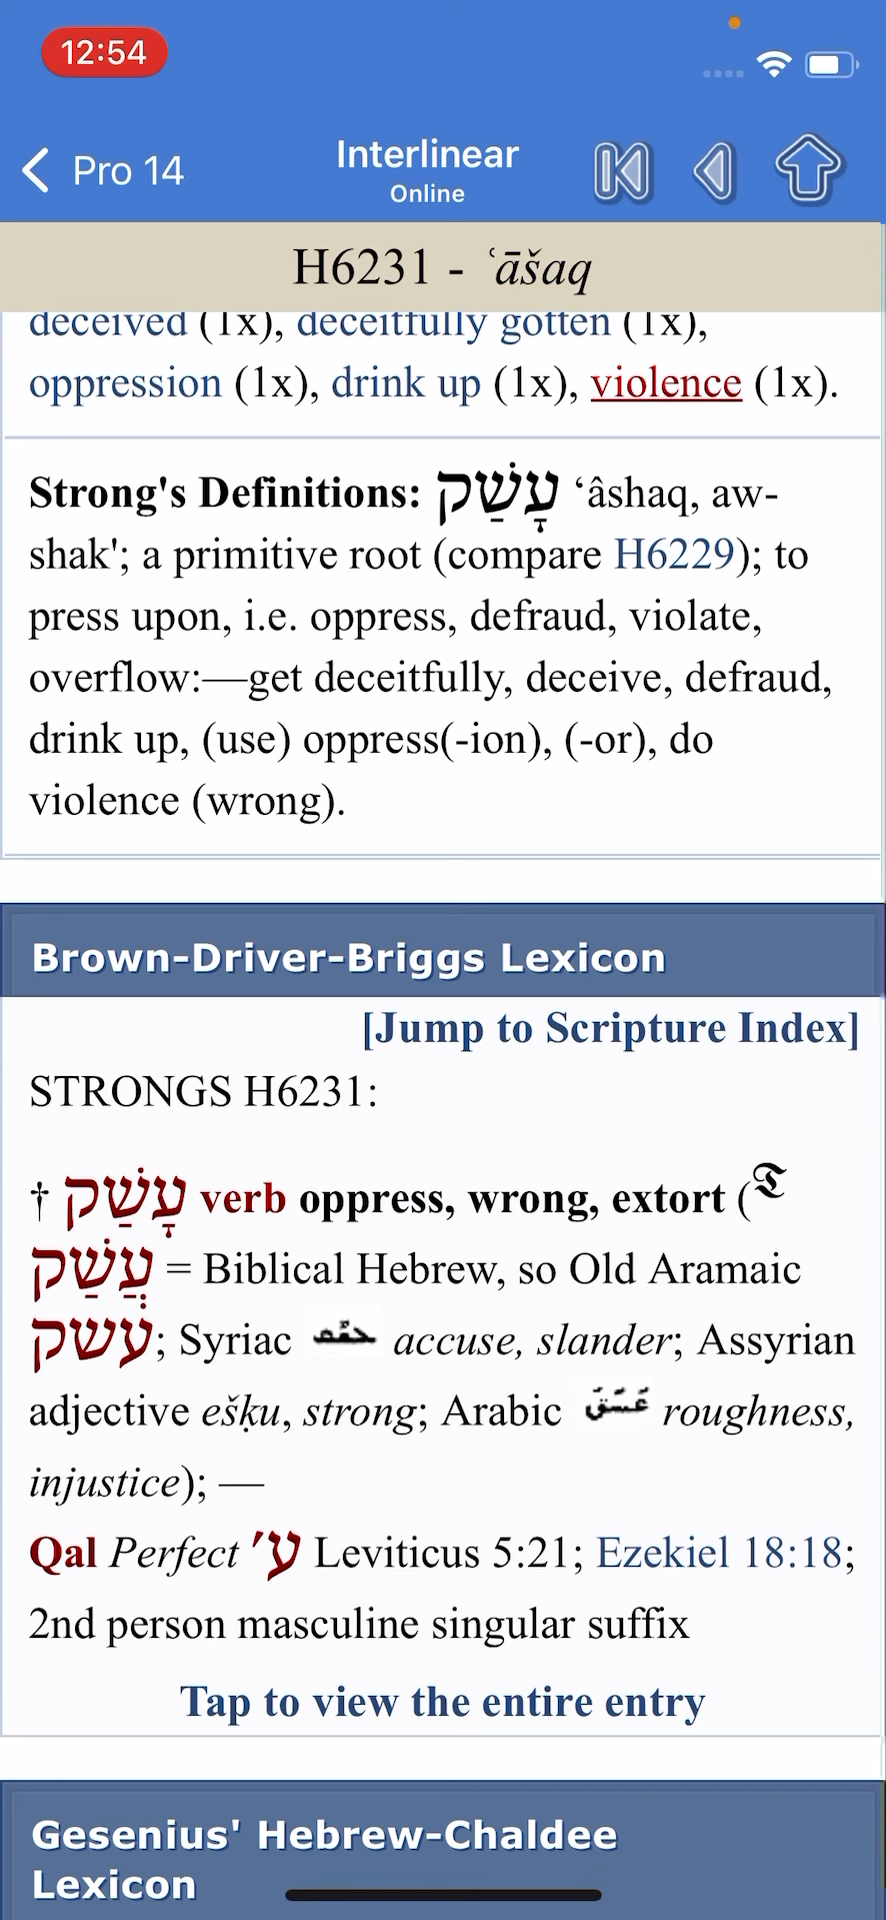 12:54
Pro 14
Interlinear
Online
H6231 - ʿāšaq
deceived (1x), deceitfully gotten (1x),
oppression (1x), drink up (1x), violence (1x).
Strong's Definitions: עָשַׁק ʻâshaq, aw-
shak'; a primitive root (compare H6229); to
press upon, i.e. oppress, defraud, violate,
overflow:—get deceitfully, deceive, defraud,
drink up, (use) oppress(-ion), (-or), do
violence (wrong).
Brown-Driver-Briggs Lexicon
[Jump to Scripture Index]
STRONGS H6231:
† עָשַׁק verb oppress, wrong, extort (𝔗
עֲשַׁק = Biblical Hebrew, so Old Aramaic
עשׁק; Syriac accuse, slander; Assyrian
adjective ešḳu, strong; Arabic roughness,
injustice); —
Qal Perfect ׳ע Leviticus 5:21; Ezekiel 18:18;
2nd person masculine singular suffix
Tap to view the entire entry
Gesenius' Hebrew-Chaldee
Lexicon